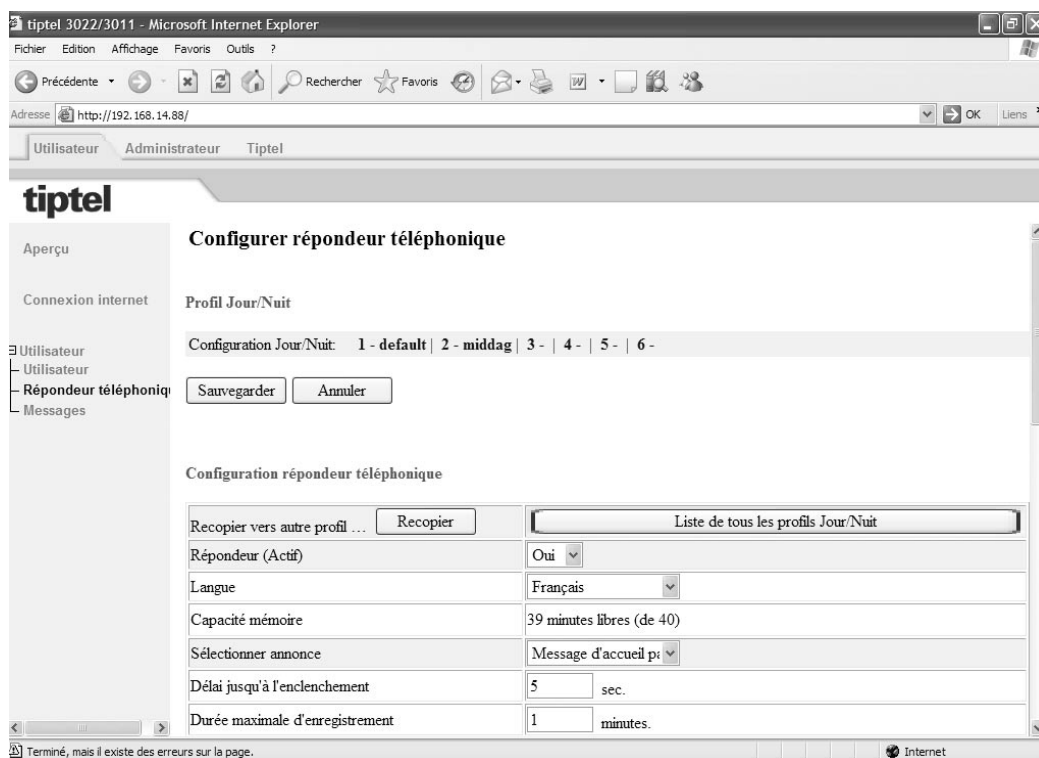 tiptel 3022/3011 - Microsoft Internet Explorer
Fichier Edition Affichage Favoris Outils ?
Précédente Rechercher Favoris
Adresse http://192.168.14.88/ OK Liens
Utilisateur Administrateur Tiptel
tiptel
Aperçu
Connexion internet
Utilisateur
Utilisateur
Répondeur téléphoniqu
Messages
Configurer répondeur téléphonique
Profil Jour/Nuit
Configuration Jour/Nuit: 1 - default | 2 - middag | 3 - | 4 - | 5 - | 6 -
Sauvegarder Annuler
Configuration répondeur téléphonique
Recopier vers autre profil ... Recopier Liste de tous les profils Jour/Nuit
Répondeur (Actif) Oui
Langue Français
Capacité mémoire 39 minutes libres (de 40)
Sélectionner annonce Message d'accueil pa
Délai jusqu'à l'enclenchement 5 sec.
Durée maximale d'enregistrement 1 minutes.
Terminé, mais il existe des erreurs sur la page. Internet